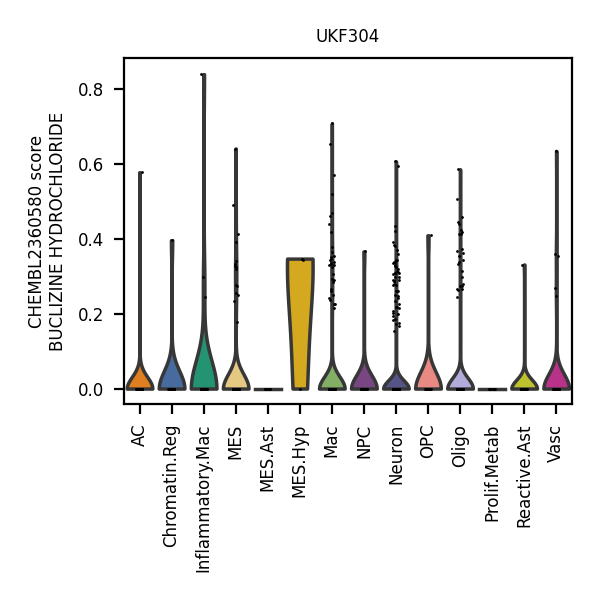 UKF304
CHEMBL2360580 score
BUCLIZINE HYDROCHLORIDE
0.8
0.6
0.4
0.2
0.0
AC
Chromatin.Reg
Inflammatory.Mac
MES
MES.Ast
MES.Hyp
Mac
NPC
Neuron
OPC
Oligo
Prolif.Metab
Reactive.Ast
Vasc